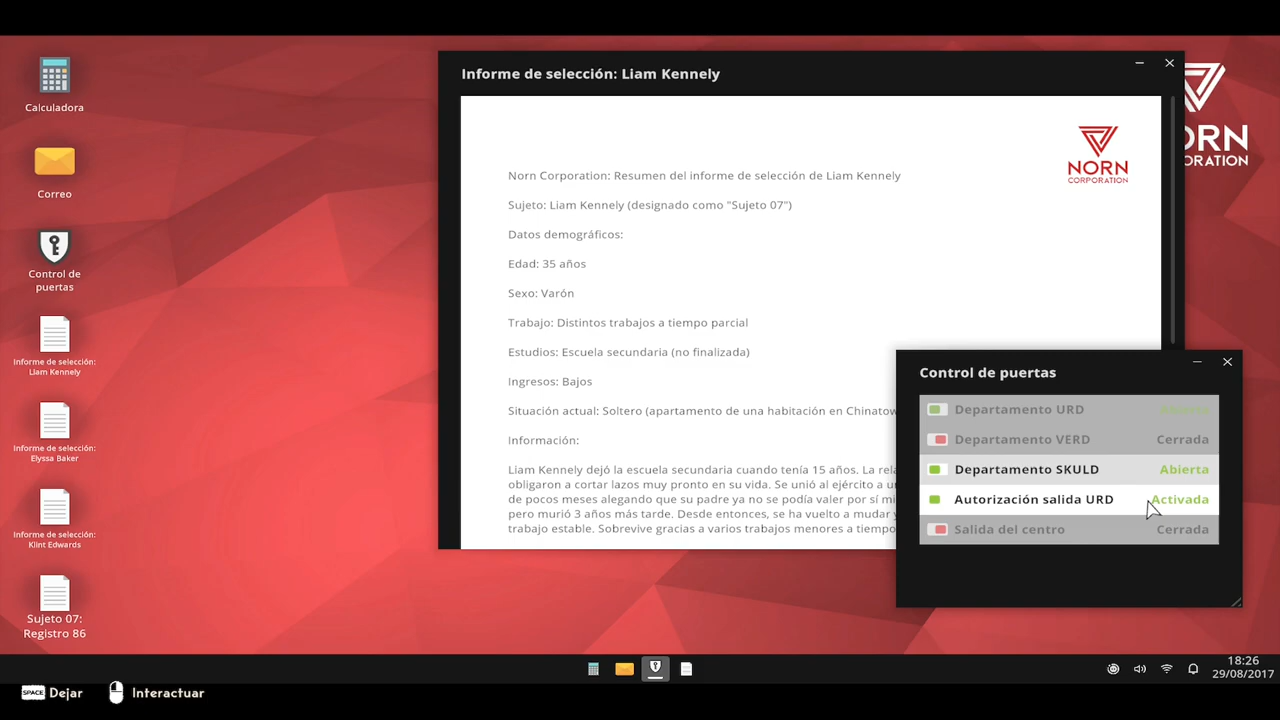 Calculadora
Correo
Control de
puertas
Informe de selección:
Liam Kennely
Informe de selección:
Elyssa Baker
Informe de selección:
Klint Edwards
Sujeto 07:
Registro 86
Informe de selección: Liam Kennely
NORN
CORPORATION
Norn Corporation: Resumen del informe de selección de Liam Kennely
Sujeto: Liam Kennely (designado como "Sujeto 07")
Datos demográficos:
Edad: 35 años
Sexo: Varón
Trabajo: Distintos trabajos a tiempo parcial
Estudios: Escuela secundaria (no finalizada)
Ingresos: Bajos
Situación actual: Soltero (apartamento de una habitación en Chinatow
Información:
Liam Kennely dejó la escuela secundaria cuando tenía 15 años. La rela
obligaron a cortar lazos muy pronto en su vida. Se unió al ejército a u
de pocos meses alegando que su padre ya no se podía valer por sí mi
pero murió 3 años más tarde. Desde entonces, se ha vuelto a mudar y
trabajo estable. Sobrevive gracias a varios trabajos menores a tiempo
ORN
ORATION
Control de puertas
Departamento URD
Departamento VERD Cerrada
Departamento SKULD Abierta
Autorización salida URD Activada
Salida del centro Cerrada
18:26
29/08/2017
SPACE Dejar Interactuar